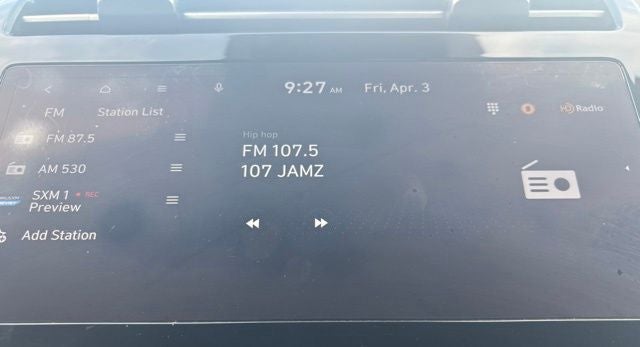 9:27 AM Fri, Apr. 3
FM Station List
HD Radio
FM 87.5
AM 530
SXM 1 REC
Preview
Add Station
Hip hop
FM 107.5
107 JAMZ